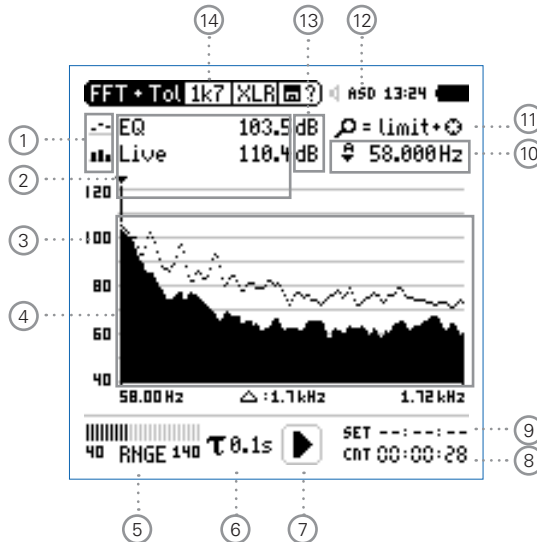 14 13 12
FFT + Tol 1k7 XLR ? ASD 13:24
1 EQ 103.5 dB = limit+ 11
Live 110.4 dB 58.000Hz 10
2
120
3 100
80
4
60
40
58.00Hz △:1.7kHz 1.72kHz
SET --:--:-- 9
40 RNGE 140 τ 0.1s CNT 00:00:28 8
5 6 7